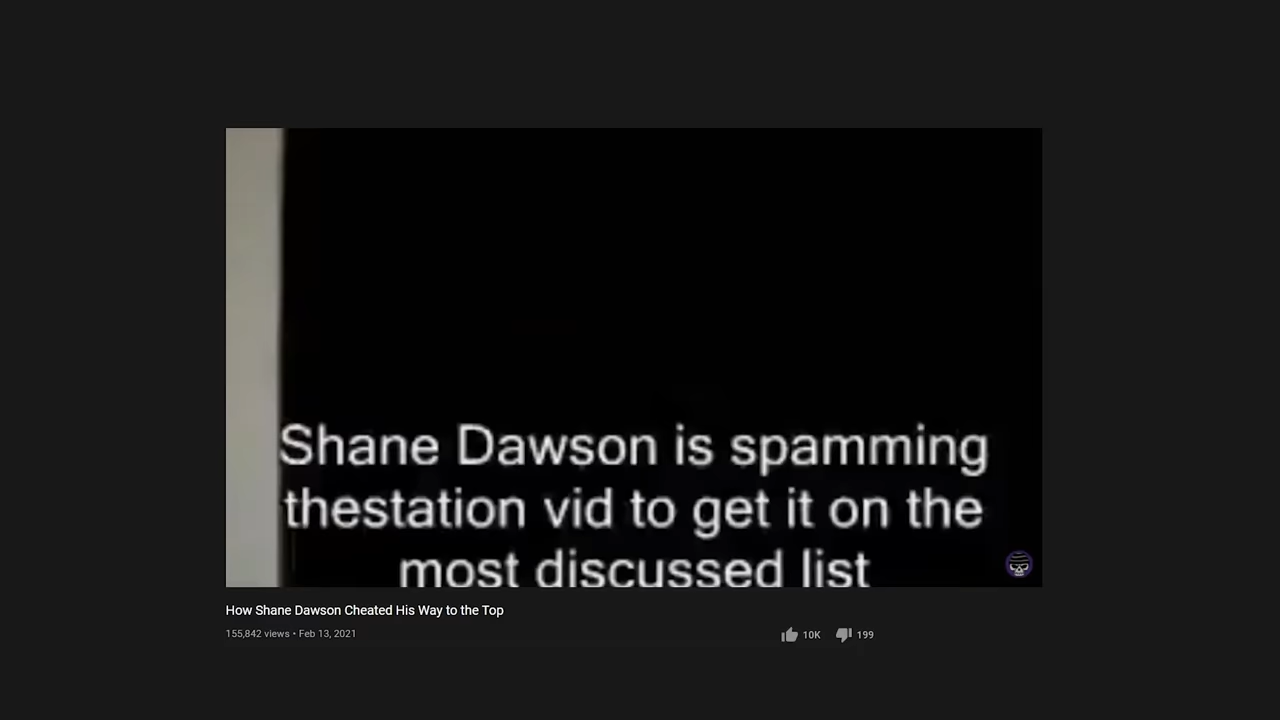 Shane Dawson is spamming
thestation vid to get it on the
most discussed list
How Shane Dawson Cheated His Way to the Top
155,842 views • Feb 13, 2021
10K
199